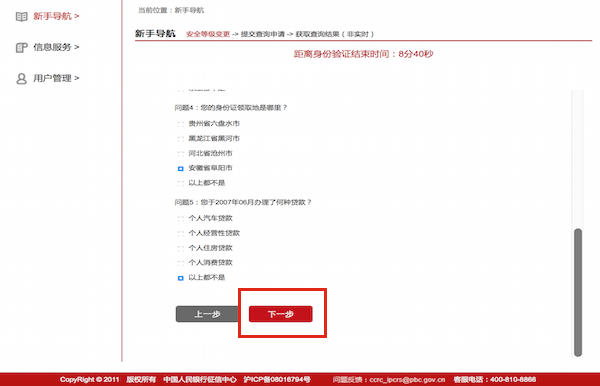 当前位置：新手导航
新手导航 >
信息服务 >
用户管理 >
新手导航 安全等级变更 -> 提交查询申请 -> 获取查询结果（非实时）
距离身份验证结束时间：8分40秒
问题4：您的身份证领取地是哪里？
贵州省六盘水市
黑龙江省黑河市
河北省沧州市
安徽省阜阳市
以上都不是
问题5：您于2007年06月办理了何种贷款？
个人汽车贷款
个人经营性贷款
个人住房贷款
个人消费贷款
以上都不是
上一步 下一步
CopyRight © 2011 版权所有 中国人民银行征信中心 沪ICP备08016794号 问题反馈：ccrc_ipcrs@pbc.gov.cn 客服电话：400-810-8866